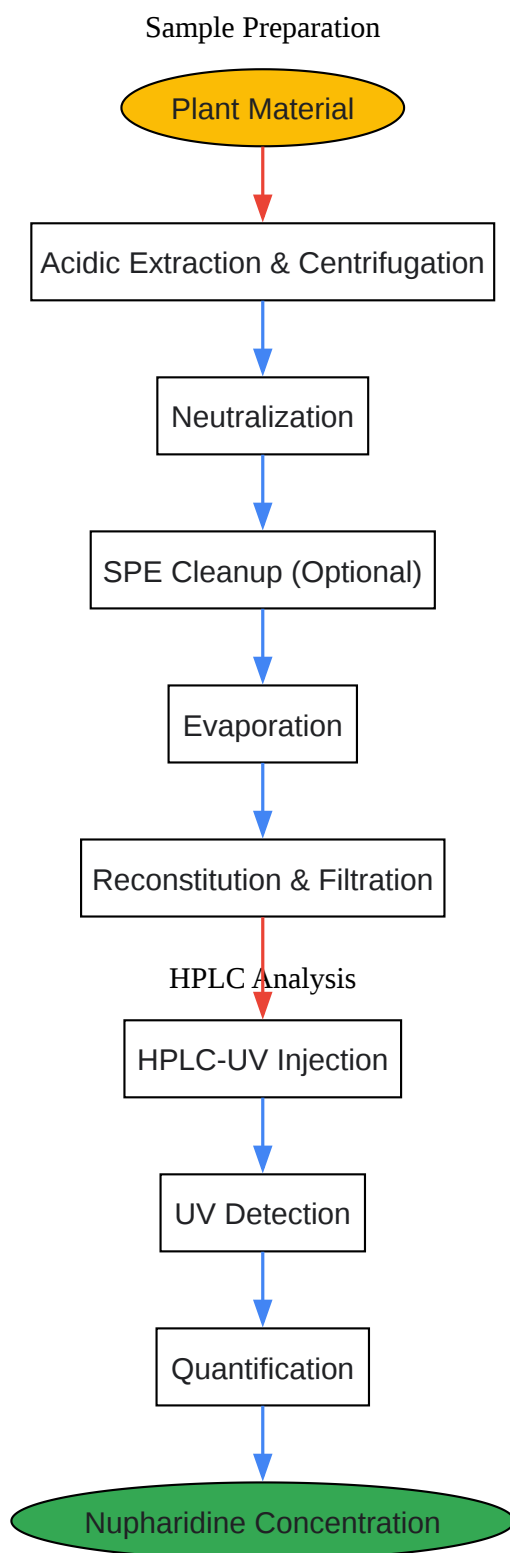 Sample Preparation
Plant Material
Acidic Extraction & Centrifugation
Neutralization
SPE Cleanup (Optional)
Evaporation
Reconstitution & Filtration
HPLC Analysis
HPLC-UV Injection
UV Detection
Quantification
Nupharidine Concentration